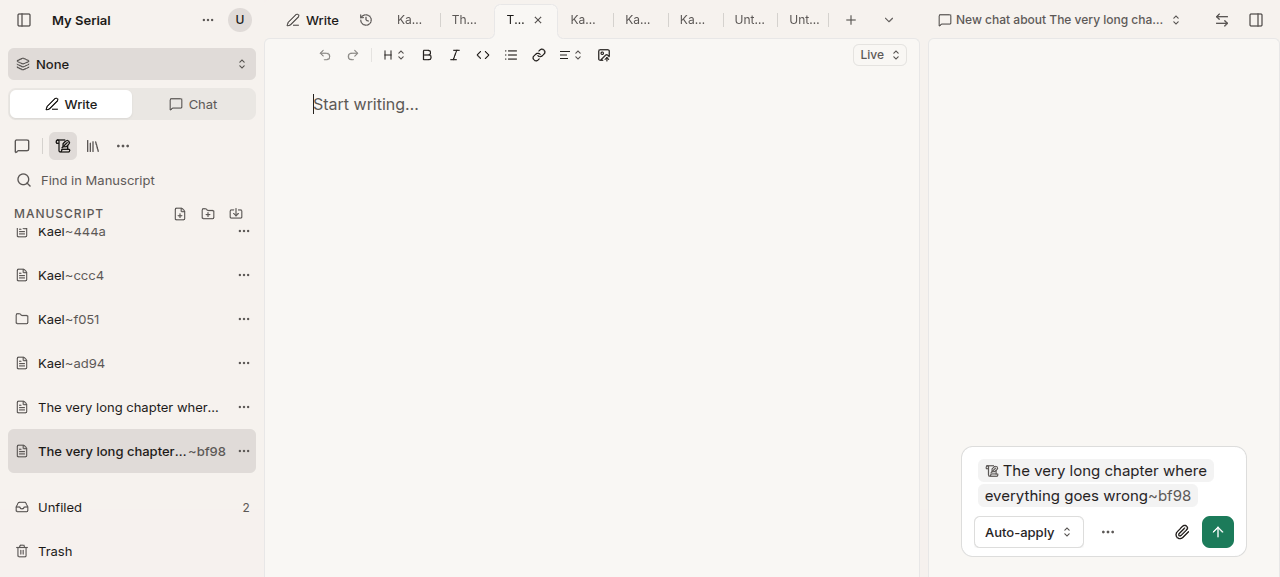 My Serial
U
None
Write
Chat
Find in Manuscript
MANUSCRIPT
Kael~444a
Kael~ccc4
Kael~f051
Kael~ad94
The very long chapter wher...
The very long chapter...~bf98
Unfiled 2
Trash
Write
Ka...
Th...
T...
Ka...
Ka...
Ka...
Unt...
Unt...
H
B
I
Live
Start writing...
New chat about The very long cha...
The very long chapter where
everything goes wrong~bf98
Auto-apply